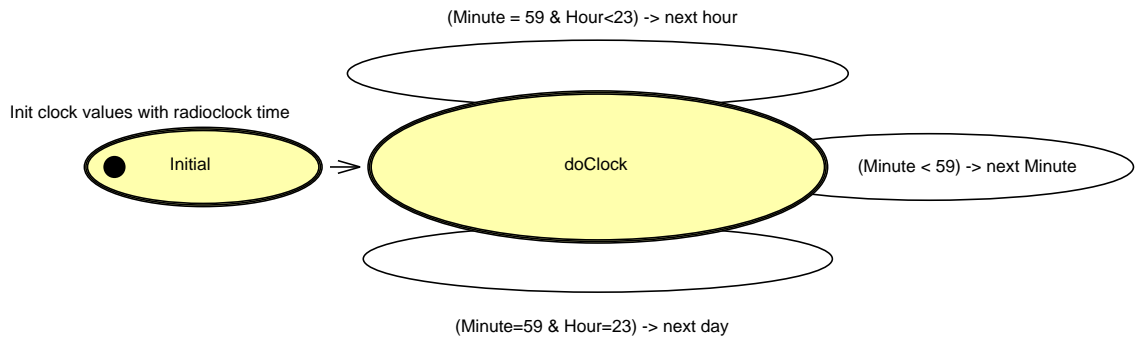 (Minute = 59 & Hour<23) -> next hour
Init clock values with radioclock time
Initial
doClock
(Minute < 59) -> next Minute
(Minute=59 & Hour=23) -> next day